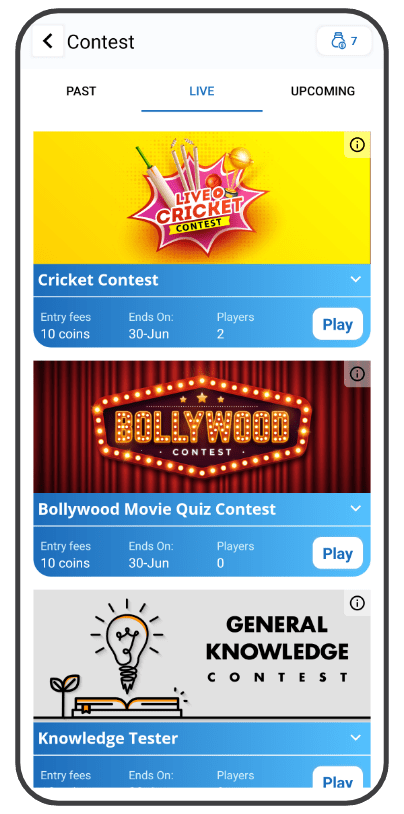 Contest
7
PAST LIVE UPCOMING
LIVE
CRICKET
CONTEST
Cricket Contest
Entry fees Ends On: Players
10 coins 30-Jun 2
Play
BOLLYWOOD
CONTEST
Bollywood Movie Quiz Contest
Entry fees Ends On: Players
10 coins 30-Jun 0
Play
GENERAL
KNOWLEDGE
CONTEST
Knowledge Tester
Entry fees Ends On: Players
Play